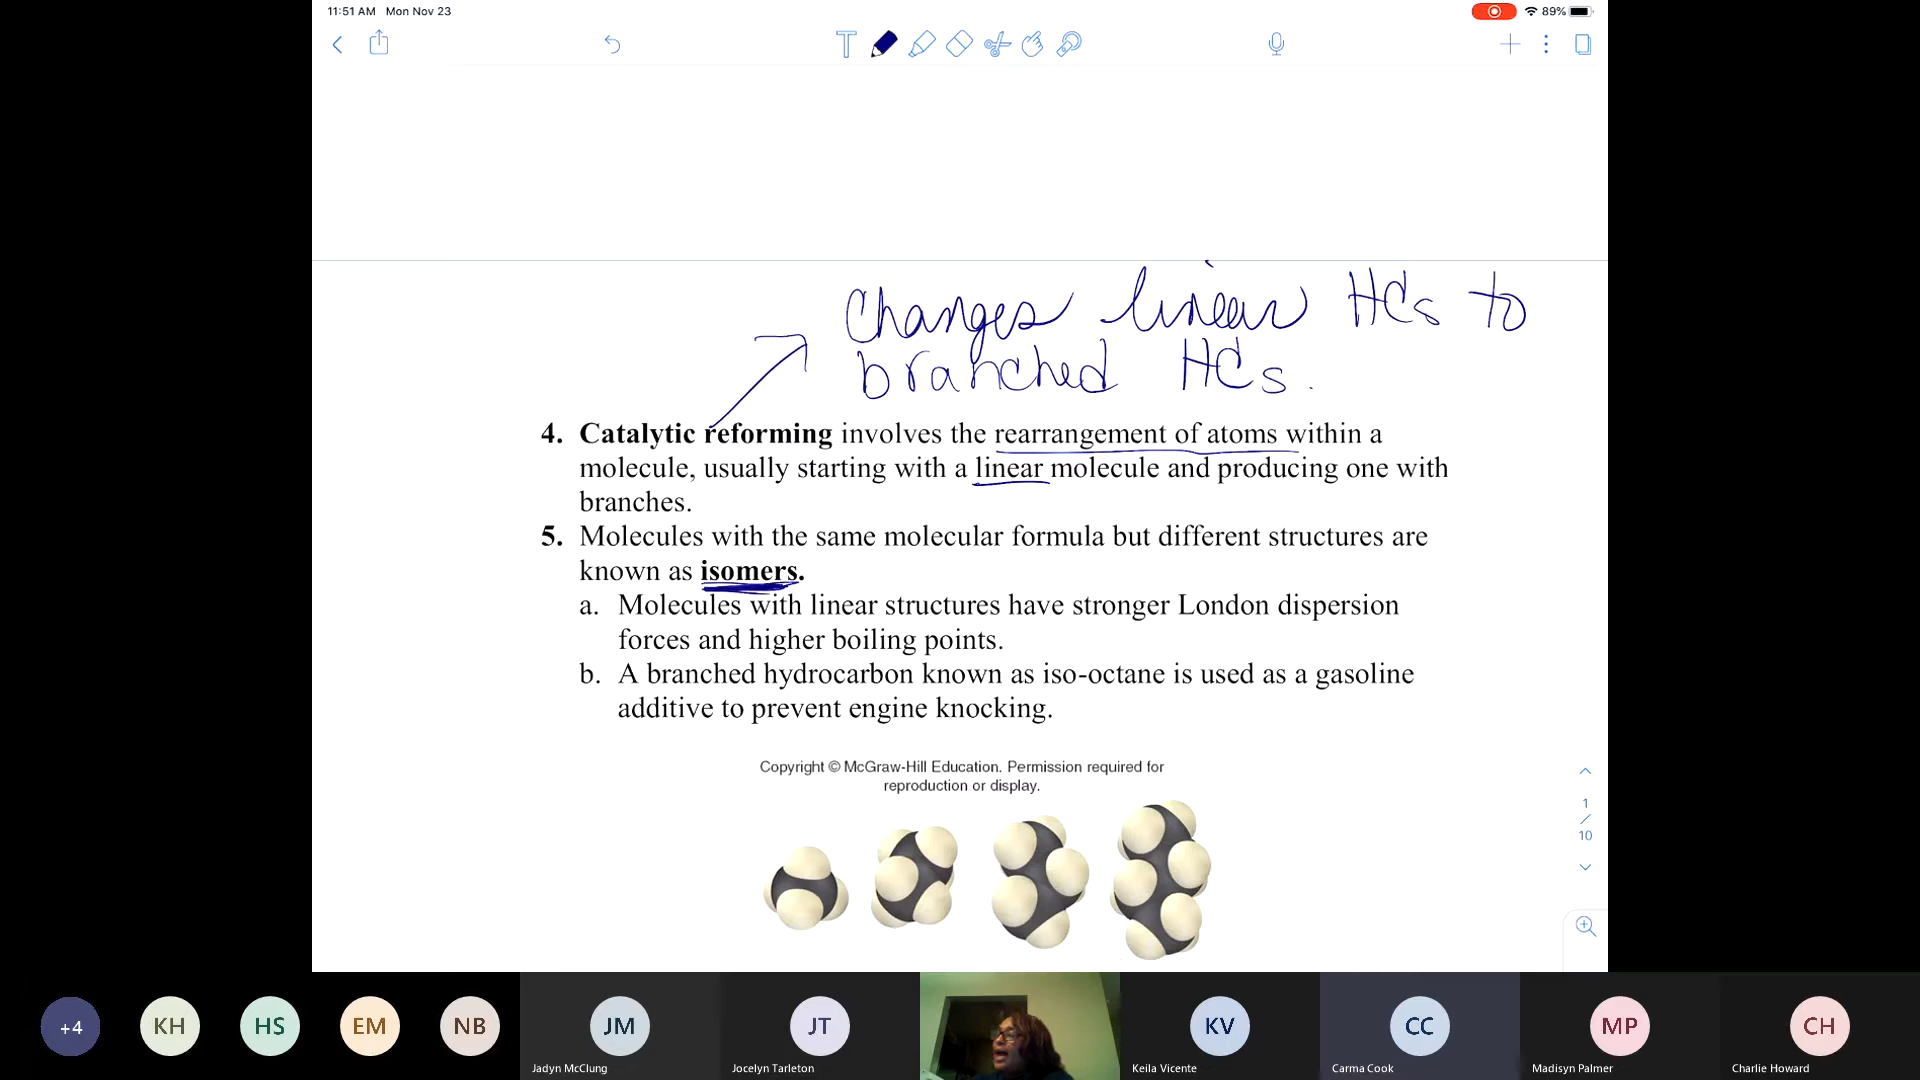 11:51 AM Mon Nov 23
89%
T
Changes linear HCs to
branched HCs.
4. Catalytic reforming involves the rearrangement of atoms within a
molecule, usually starting with a linear molecule and producing one with
branches.
5. Molecules with the same molecular formula but different structures are
known as isomers.
a. Molecules with linear structures have stronger London dispersion
forces and higher boiling points.
b. A branched hydrocarbon known as iso-octane is used as a gasoline
additive to prevent engine knocking.
Copyright © McGraw-Hill Education. Permission required for
reproduction or display.
1
/
10
+4 KH HS EM NB JM JT KV CC MP CH
Jadyn McClung Jocelyn Tarleton Keila Vicente Carma Cook Madisyn Palmer Charlie Howard